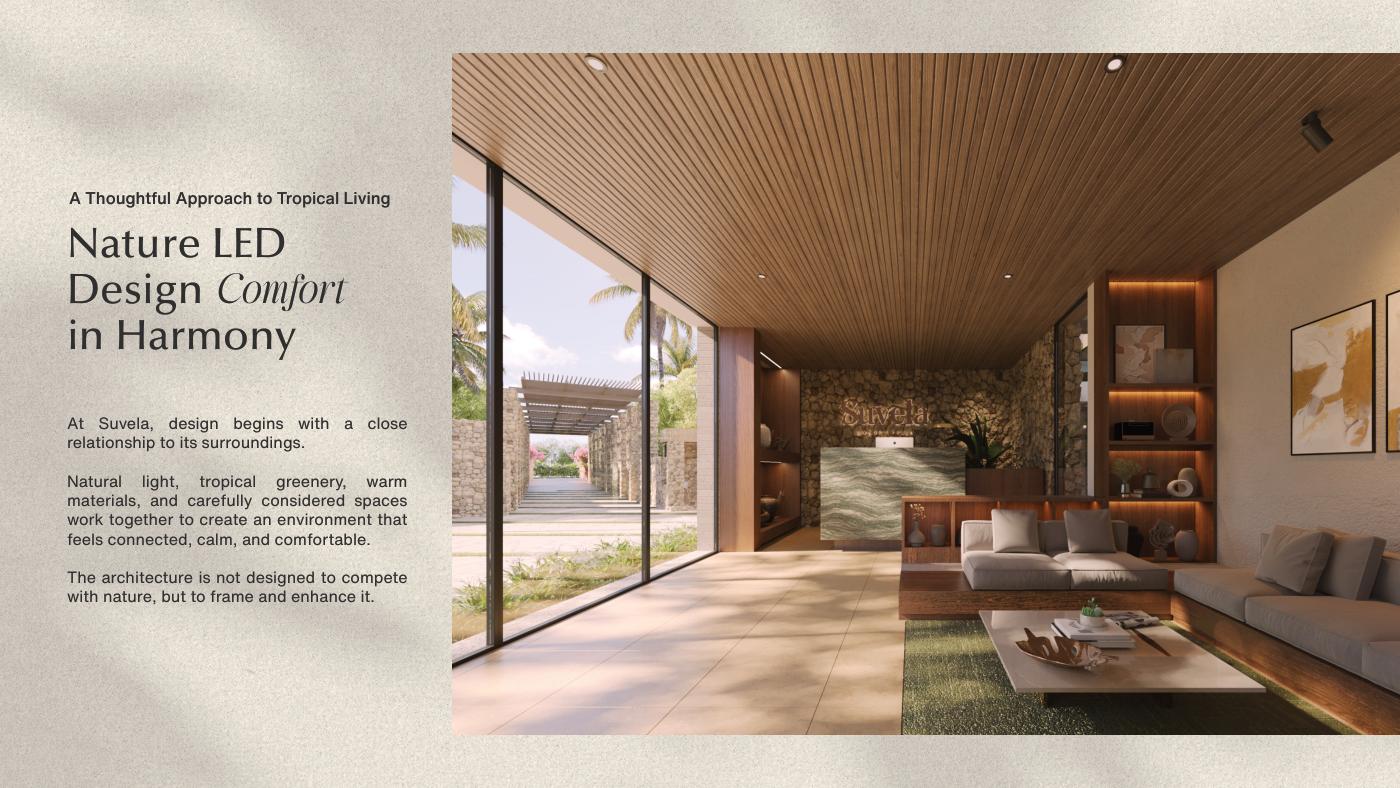 A Thoughtful Approach to Tropical Living
Nature LED
Design Comfort
in Harmony
At Suvela, design begins with a close
relationship to its surroundings.
Natural light, tropical greenery, warm
materials, and carefully considered spaces
work together to create an environment that
feels connected, calm, and comfortable.
The architecture is not designed to compete
with nature, but to frame and enhance it.
Suvela